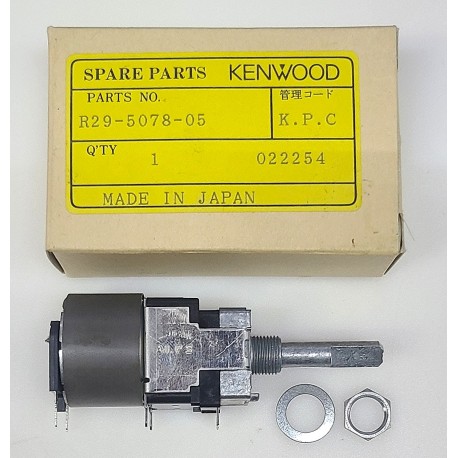 SPARE PARTS KENWOOD
PARTS NO. 管理コード
R29-5078-05 K.P.C
Q'TY 1 022254
MADE IN JAPAN